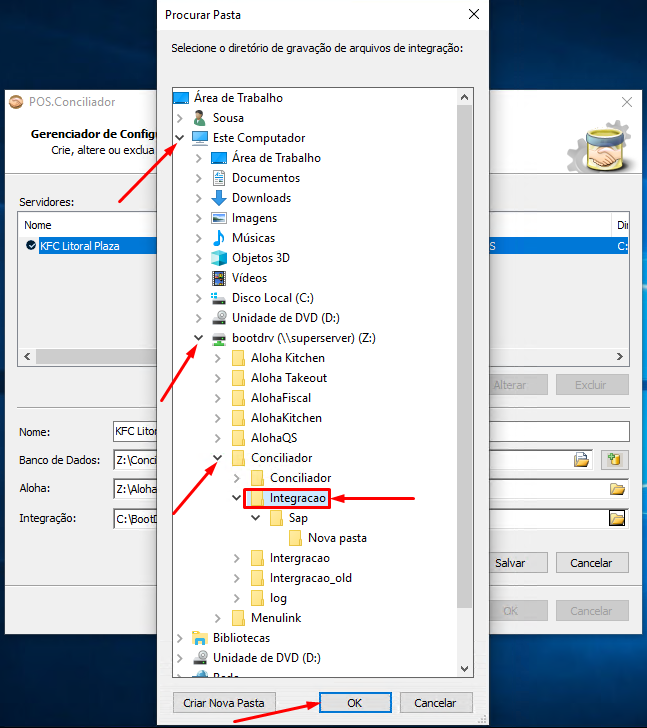 Procurar Pasta
Selecione o diretório de gravação de arquivos de integração:
Área de Trabalho
Sousa
Este Computador
Área de Trabalho
Documentos
Downloads
Imagens
Músicas
Objetos 3D
Vídeos
Disco Local (C:)
Unidade de DVD (D:)
bootdrv (\\superserver) (Z:)
Aloha Kitchen
Aloha Takeout
AlohaFiscal
AlohaKitchen
AlohaQS
Conciliador
Conciliador
Integracao
Sap
Nova pasta
Intergracao
Intergracao_old
log
Menulink
Bibliotecas
Unidade de DVD (D:)
Criar Nova Pasta
OK
Cancelar
POS.Conciliador
Gerenciador de Config
Crie, altere ou exclua
Servidores:
Nome
KFC Litoral Plaza
S
C:
Alterar
Excluir
Nome:
KFC Lito
Banco de Dados:
Z:\Conci
Aloha:
Z:\Aloha
Integração:
C:\BootD
Salvar
Cancelar
OK
Cancelar